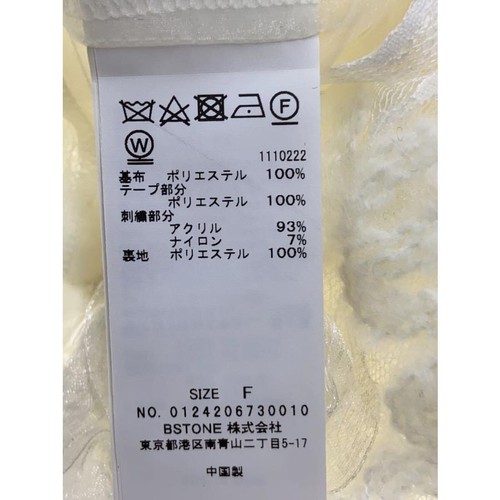 F
W
1110222
基布 ポリエステル 100%
テープ部分
ポリエステル 100%
刺繍部分
アクリル 93%
ナイロン 7%
裏地 ポリエステル 100%
SIZE F
NO. 0124206730010
BSTONE 株式会社
東京都港区南青山二丁目5-17
中国製